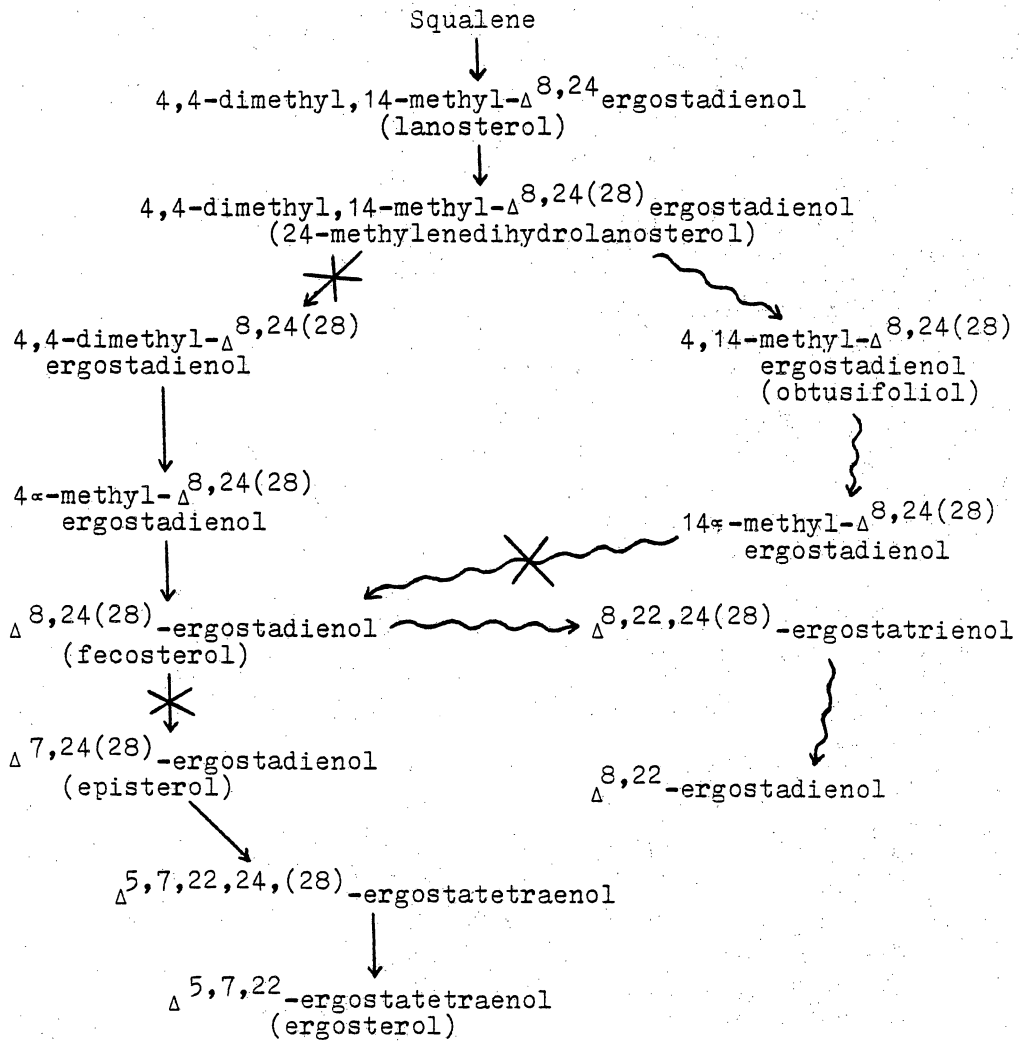 Squalene
4,4-dimethyl,14-methyl-Δ8,24ergostadienol
(lanosterol)
4,4-dimethyl,14-methyl-Δ8,24(28)ergostadienol
(24-methylenedihydrolanosterol)
4,4-dimethyl-Δ8,24(28)
ergostadienol
4,14-methyl-Δ8,24(28)
ergostadienol
(obtusifoliol)
4∝-methyl-Δ8,24(28)
ergostadienol
14∝-methyl-Δ8,24(28)
ergostadienol
Δ8,24(28)-ergostadienol
(fecosterol)
Δ8,22,24(28)-ergostatrienol
Δ7,24(28)-ergostadienol
(episterol)
Δ8,22-ergostadienol
Δ5,7,22,24,(28)-ergostatetraenol
Δ5,7,22-ergostatetraenol
(ergosterol)